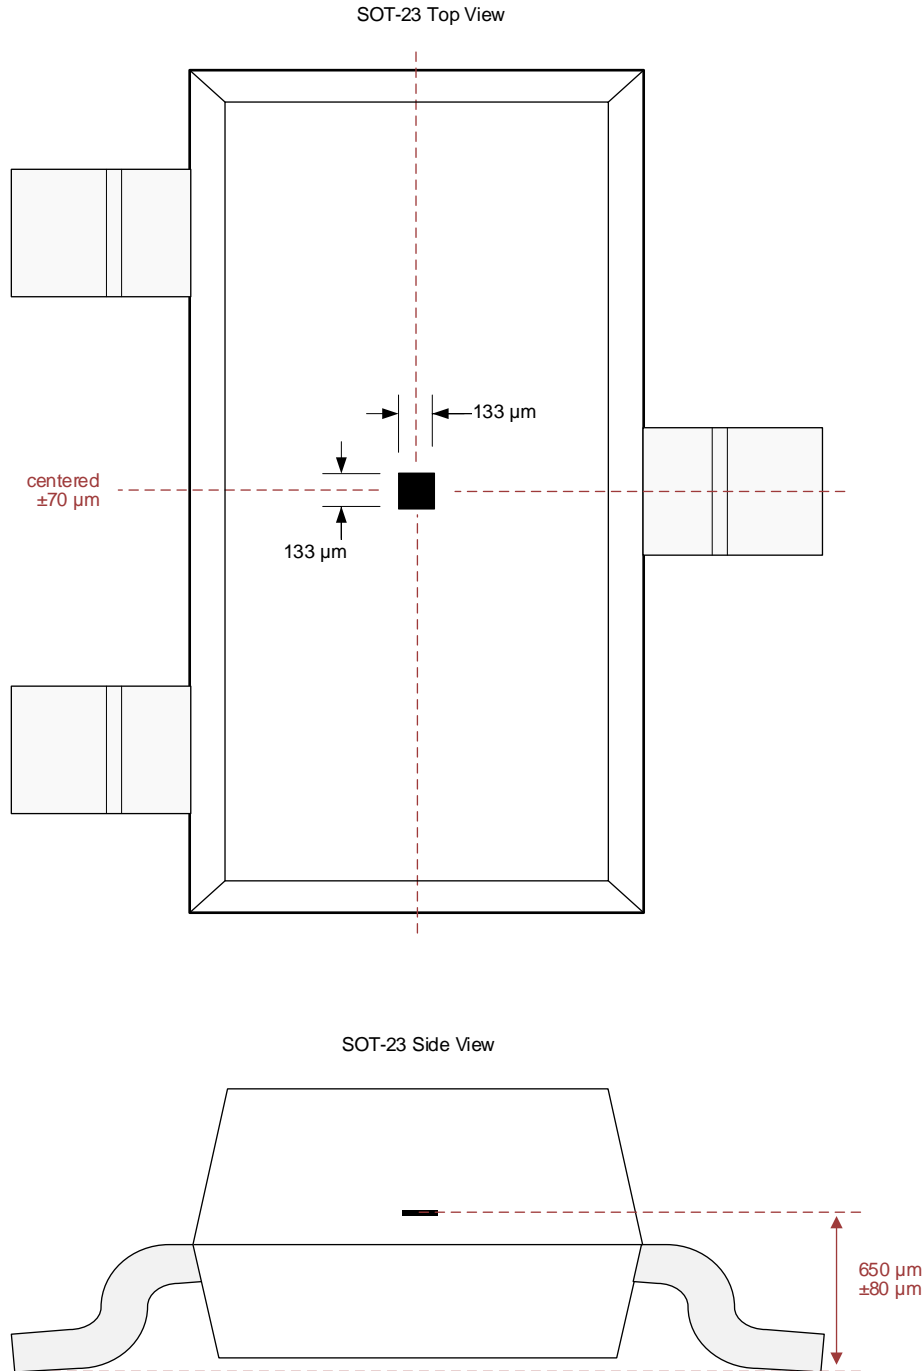 SOT-23 Top View
133 µm
centered
±70 µm
133 µm
SOT-23 Side View
650 µm
±80 µm